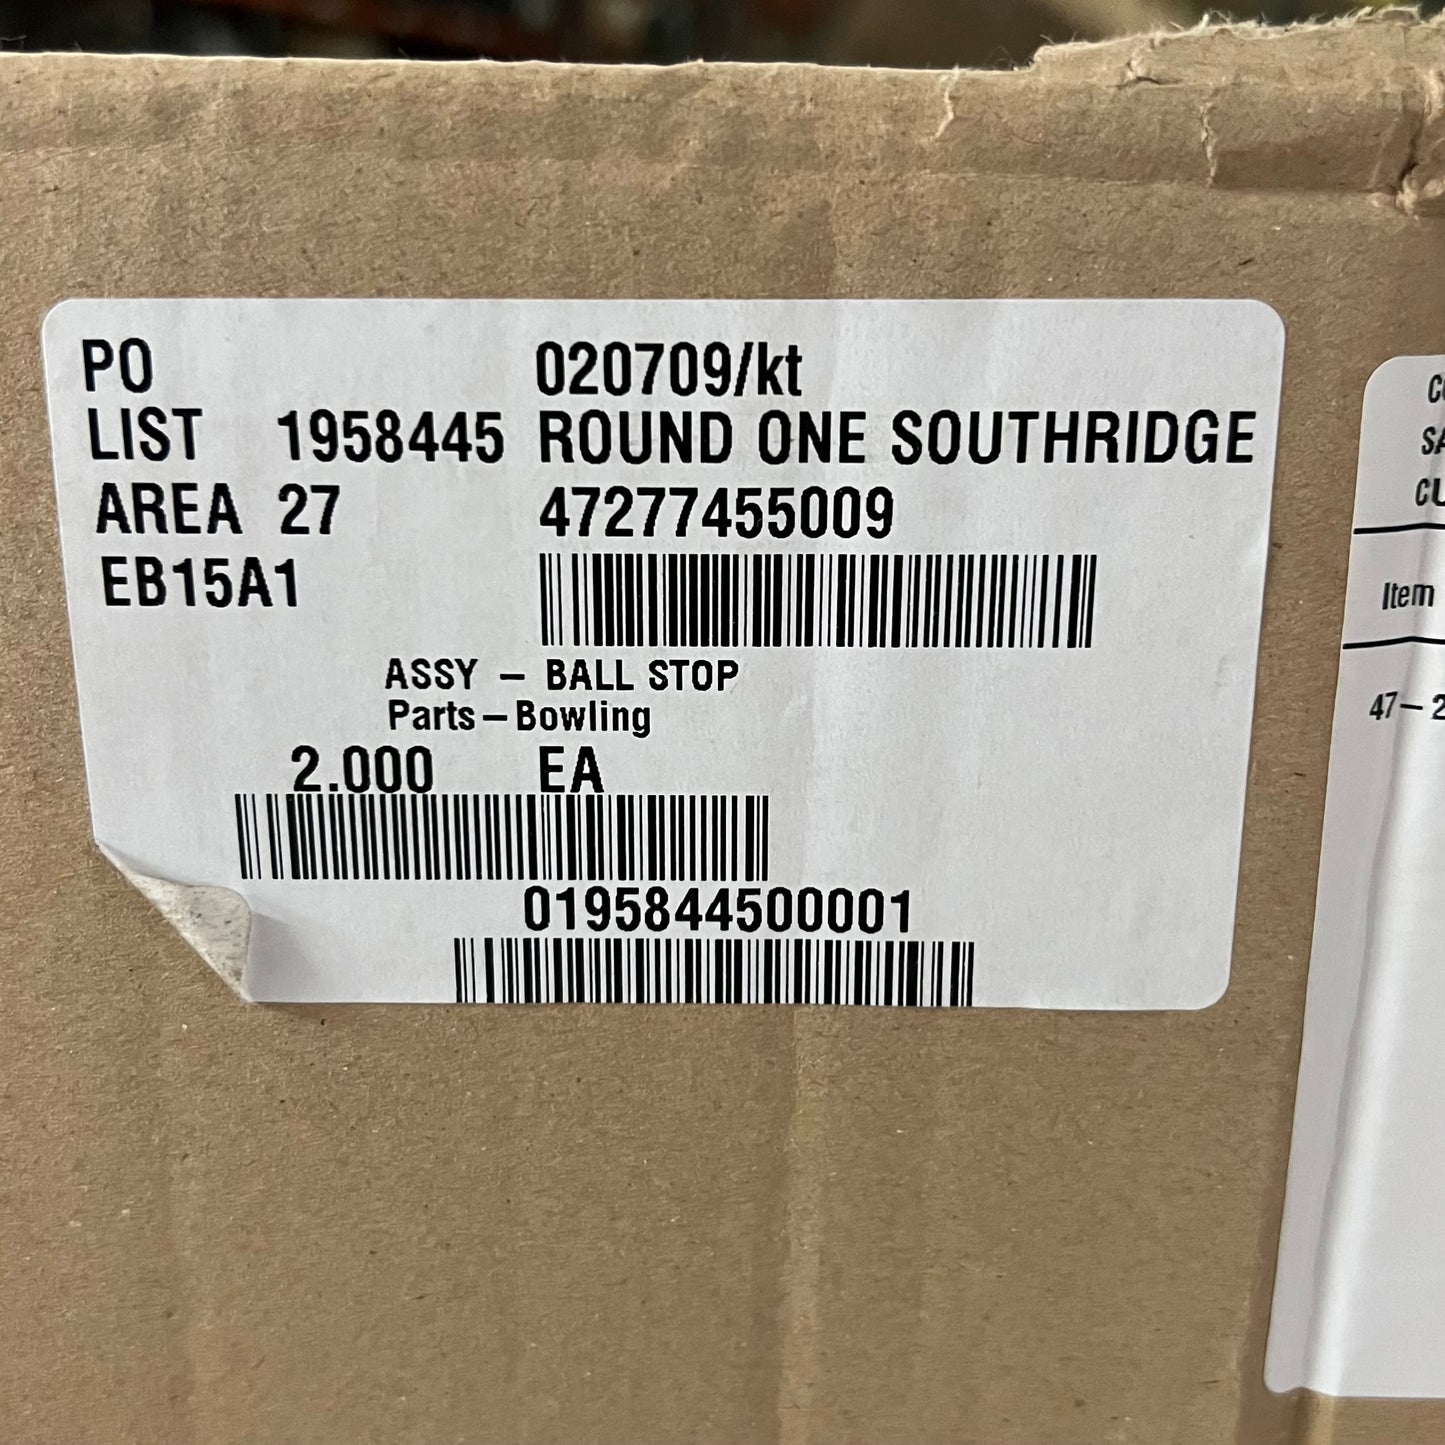 PO 020709/kt
LIST 1958445 ROUND ONE SOUTHRIDGE
AREA 27 47277455009
EB15A1
ASSY - BALL STOP
Parts-Bowling
2.000 EA
0195844500001
Item
47-2